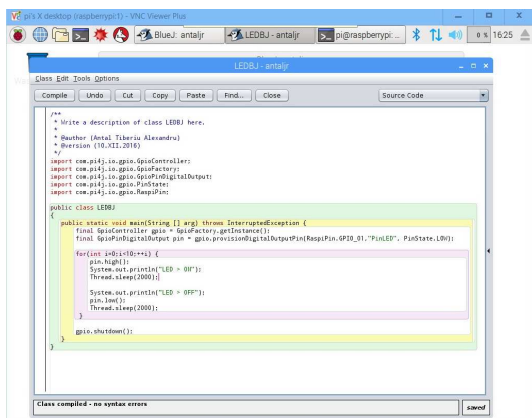 pi's X desktop (raspberrypi:1) - VNC Viewer Plus
BlueJ: antaljr
LEDBJ - antaljr
pi@raspberrypi: ...
0 %
16:25
LEDBJ - antaljr
Class Edit Tools Options
Compile
Undo
Cut
Copy
Paste
Find...
Close
Source Code
/**
* Write a description of class LEDBJ here.
*
* @author (Antal Tiberiu Alexandru)
* @version (10.XII.2016)
*/
import com.pi4j.io.gpio.GpioController;
import com.pi4j.io.gpio.GpioFactory;
import com.pi4j.io.gpio.GpioPinDigitalOutput;
import com.pi4j.io.gpio.PinState;
import com.pi4j.io.gpio.RaspiPin;
public class LEDBJ
{
public static void main(String [] arg) throws InterruptedException {
final GpioController gpio = GpioFactory.getInstance();
final GpioPinDigitalOutput pin = gpio.provisionDigitalOutputPin(RaspiPin.GPIO_01,"PinLED", PinState.LOW);
for(int i=0;i<10;++i) {
pin.high();
System.out.println("LED > ON");
Thread.sleep(2000);
System.out.println("LED > OFF");
pin.low();
Thread.sleep(2000);
}
gpio.shutdown();
}
}
Class compiled - no syntax errors
saved